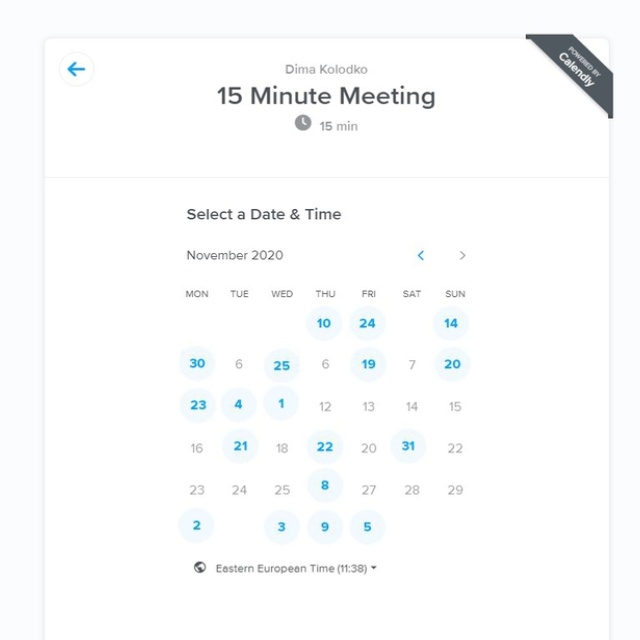 Dima Kolodko
15 Minute Meeting
15 min
POWERED BY
Calendly
Select a Date & Time
November 2020
MON TUE WED THU FRI SAT SUN
10 24 14
30 6 25 6 19 7 20
23 4 1 12 13 14 15
16 21 18 22 20 31 22
23 24 25 8 27 28 29
2 3 9 5
Eastern European Time (11:38)